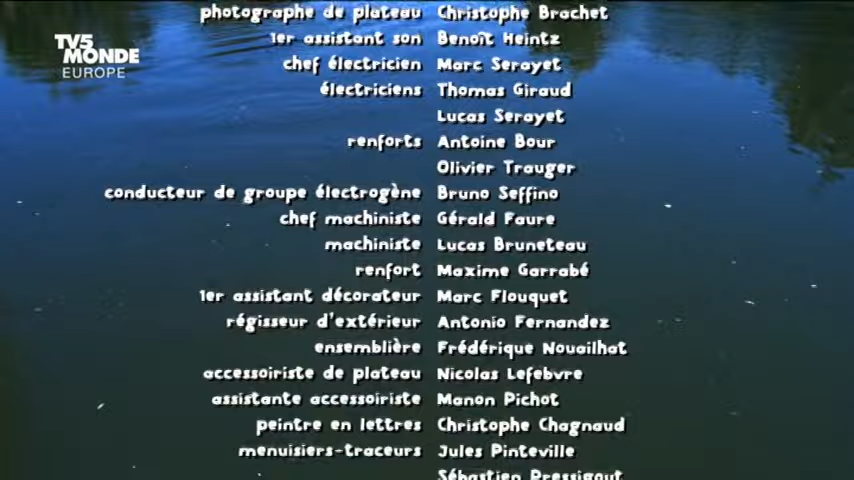 TV5
MONDE
EUROPE
photographe de plateau Christophe Brachet
1er assistant son Benoît Heintz
chef électricien Marc Serayet
électriciens Thomas Giraud
Lucas Serayet
renforts Antoine Bour
Olivier Trauger
conducteur de groupe électrogène Bruno Seffino
chef machiniste Gérald Faure
machiniste Lucas Bruneteau
renfort Maxime Garrabé
1er assistant décorateur Marc Flouquet
régisseur d'extérieur Antonio Fernandez
ensemblière Frédérique Nouailhat
accessoiriste de plateau Nicolas Lefebvre
assistante accessoiriste Manon Pichot
peintre en lettres Christophe Chagnaud
menuisiers-traceurs Jules Pinteville
Sébastien Pressigout